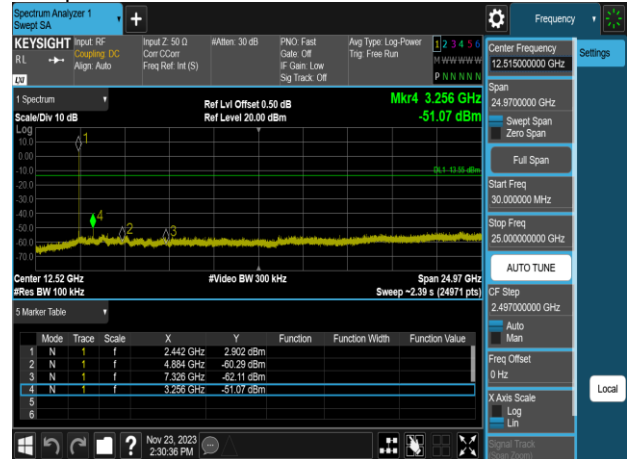 Spectrum Analyzer 1
Swept SA
Frequency
KEYSIGHT Input: RF Input Z: 50 Ω #Atten: 30 dB PNO: Fast Avg Type: Log-Power 1 2 3 4 5 6
RL Coupling: DC Corr CCorr Gate: Off Trig: Free Run M W W W W W
Align: Auto Freq Ref: Int (S) IF Gain: Low P N N N N N
LXI Sig Track: Off
1 Spectrum
Ref Lvl Offset 0.50 dB Mkr4 3.256 GHz
Scale/Div 10 dB Ref Level 20.00 dBm -51.07 dBm
Log
10.0
0.00
-10.0
DL1 -13.55 dBm
-20.0
-30.0
-40.0
-50.0
-60.0
-70.0
1
4
2
3
Center 12.52 GHz #Video BW 300 kHz Span 24.97 GHz
#Res BW 100 kHz Sweep ~2.39 s (24971 pts)
5 Marker Table
Mode Trace Scale X Y Function Function Width Function Value
1 N 1 f 2.442 GHz 2.902 dBm
2 N 1 f 4.884 GHz -60.29 dBm
3 N 1 f 7.326 GHz -62.11 dBm
4 N 1 f 3.256 GHz -51.07 dBm
5
6
?
Nov 23, 2023
2:30:36 PM
Center Frequency
12.515000000 GHz
Settings
Span
24.9700000 GHz
Swept Span
Zero Span
Full Span
Start Freq
30.000000 MHz
Stop Freq
25.000000000 GHz
AUTO TUNE
CF Step
2.497000000 GHz
Auto
Man
Freq Offset
0 Hz
X Axis Scale
Log
Lin
Local
Signal Track
(Span Zoom)